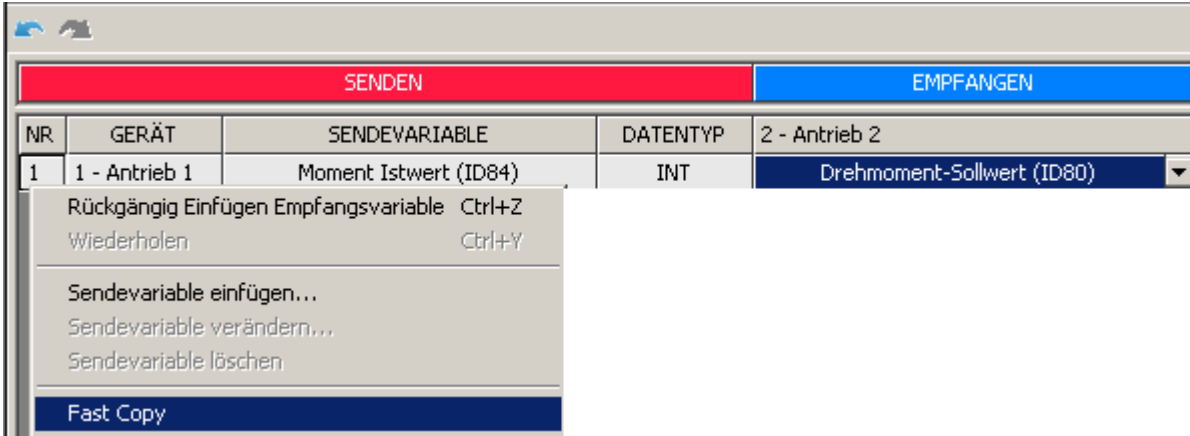 SENDEN EMPFANGEN
NR GERÄT SENDEVARIABLE DATENTYP 2 - Antrieb 2
1 1 - Antrieb 1 Moment Istwert (ID84) INT Drehmoment-Sollwert (ID80)
Rückgängig Einfügen Empfangsvariable Ctrl+Z
Wiederholen Ctrl+Y
Sendevariable einfügen...
Sendevariable verändern...
Sendevariable löschen
Fast Copy